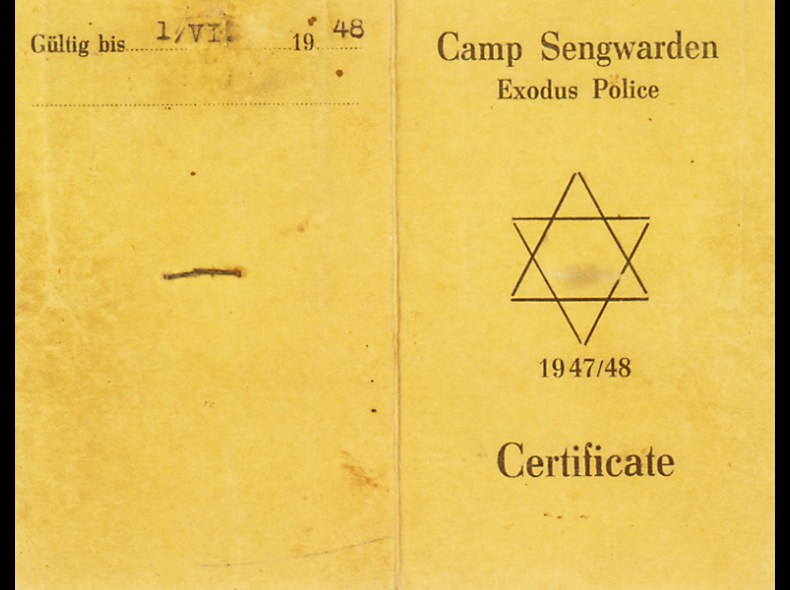 Gültig bis 1/VI. 19 48
Camp Sengwarden
Exodus Police
1947/48
Certificate